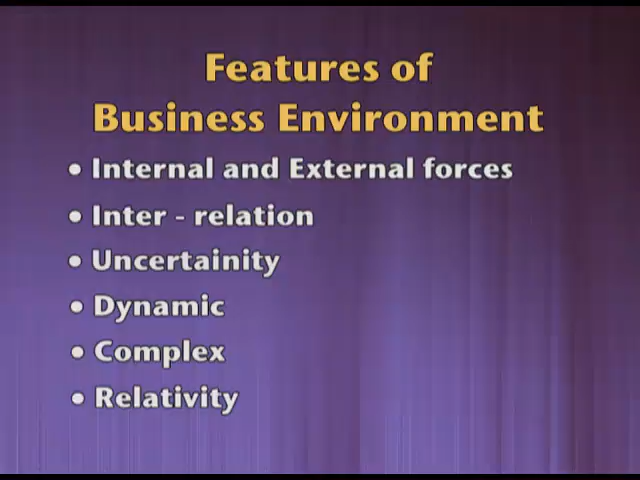 Features of
Business Environment
• Internal and External forces
• Inter - relation
• Uncertainity
• Dynamic
• Complex
• Relativity